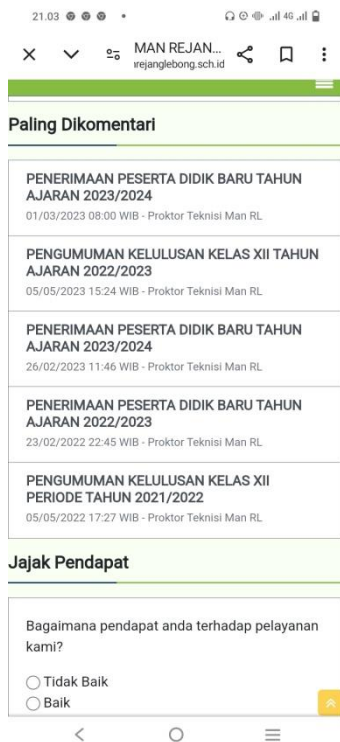 21.03
4G
MAN REJAN...
ırejanglebong.sch.id
Paling Dikomentari
PENERIMAAN PESERTA DIDIK BARU TAHUN
AJARAN 2023/2024
01/03/2023 08:00 WIB - Proktor Teknisi Man RL
PENGUMUMAN KELULUSAN KELAS XII TAHUN
AJARAN 2022/2023
05/05/2023 15:24 WIB - Proktor Teknisi Man RL
PENERIMAAN PESERTA DIDIK BARU TAHUN
AJARAN 2023/2024
26/02/2023 11:46 WIB - Proktor Teknisi Man RL
PENERIMAAN PESERTA DIDIK BARU TAHUN
AJARAN 2022/2023
23/02/2022 22:45 WIB - Proktor Teknisi Man RL
PENGUMUMAN KELULUSAN KELAS XII
PERIODE TAHUN 2021/2022
05/05/2022 17:27 WIB - Proktor Teknisi Man RL
Jajak Pendapat
Bagaimana pendapat anda terhadap pelayanan
kami?
Tidak Baik
Baik